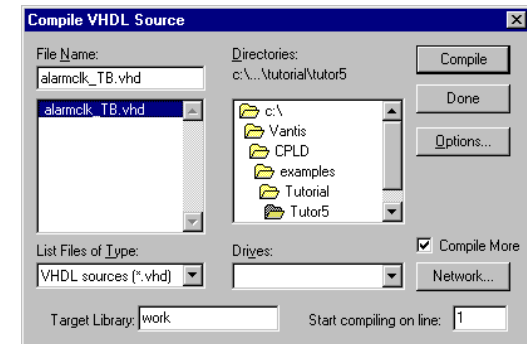 Compile VHDL Source
File Name:
alarmclk_TB.vhd
alarmclk_TB.vhd
List Files of Type:
VHDL sources (*.vhd)
Directories:
c:\...\tutorial\tutor5
c:\
Vantis
CPLD
examples
Tutorial
Tutor5
Drives:
Compile
Done
Options...
Compile More
Network...
Target Library: work
Start compiling on line: 1